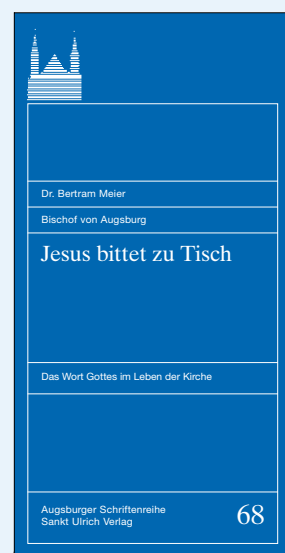 Dr. Bertram Meier
Bischof von Augsburg
Jesus bittet zu Tisch
Das Wort Gottes im Leben der Kirche
Augsburger Schriftenreihe
Sankt Ulrich Verlag
68